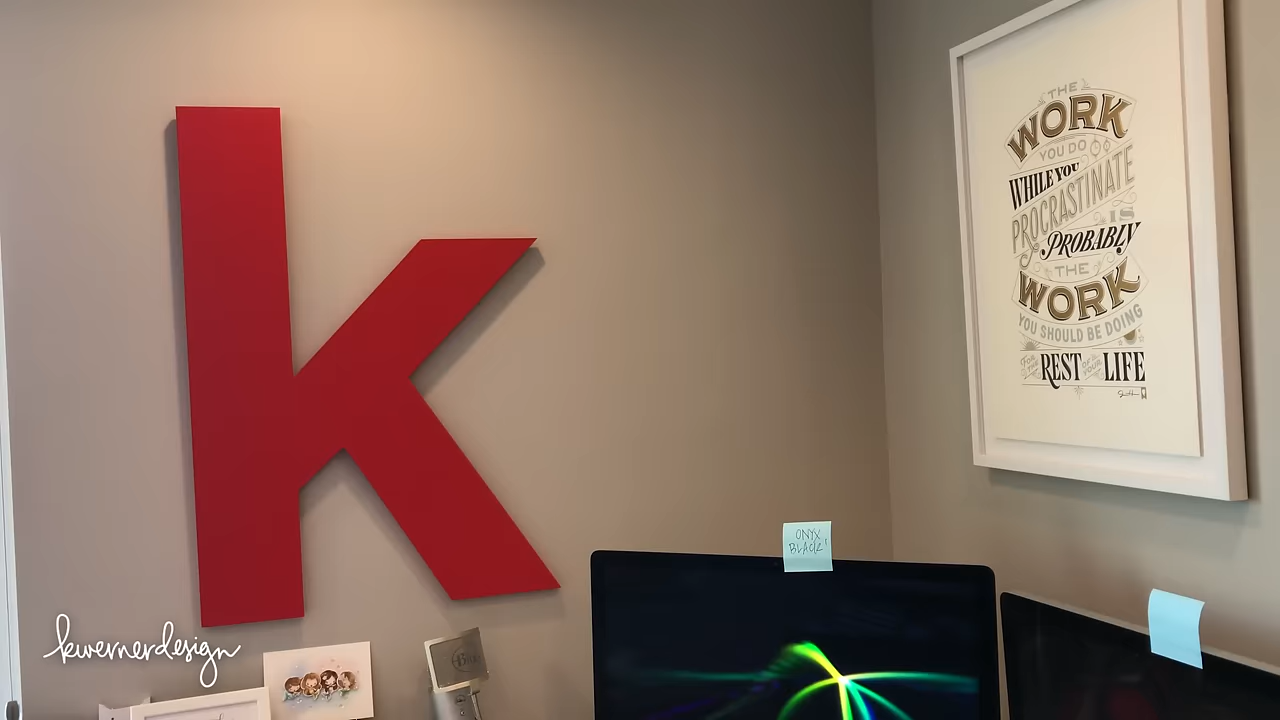 k
THE
WORK
YOU DO
WHILE YOU
PROCRASTINATE
IS
PROBABLY
THE
WORK
YOU SHOULD BE DOING
FOR THE REST OF YOUR LIFE
ONYX
BLACK
kwernerdesign